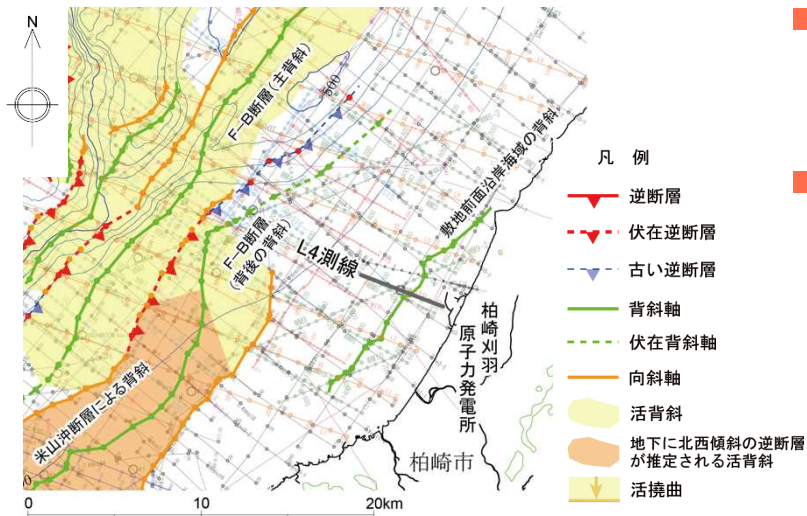 N
500
F−B断層(主背斜)
敷地前面沿岸海域の背斜
F−B断層
(背後の背斜)
L4測線
柏崎刈羽
原子力発電所
米山沖断層による背斜
柏崎市
0
10
20km
凡 例
逆断層
伏在逆断層
古い逆断層
背斜軸
伏在背斜軸
向斜軸
活背斜
地下に北西傾斜の逆断層
が推定される活背斜
活撓曲